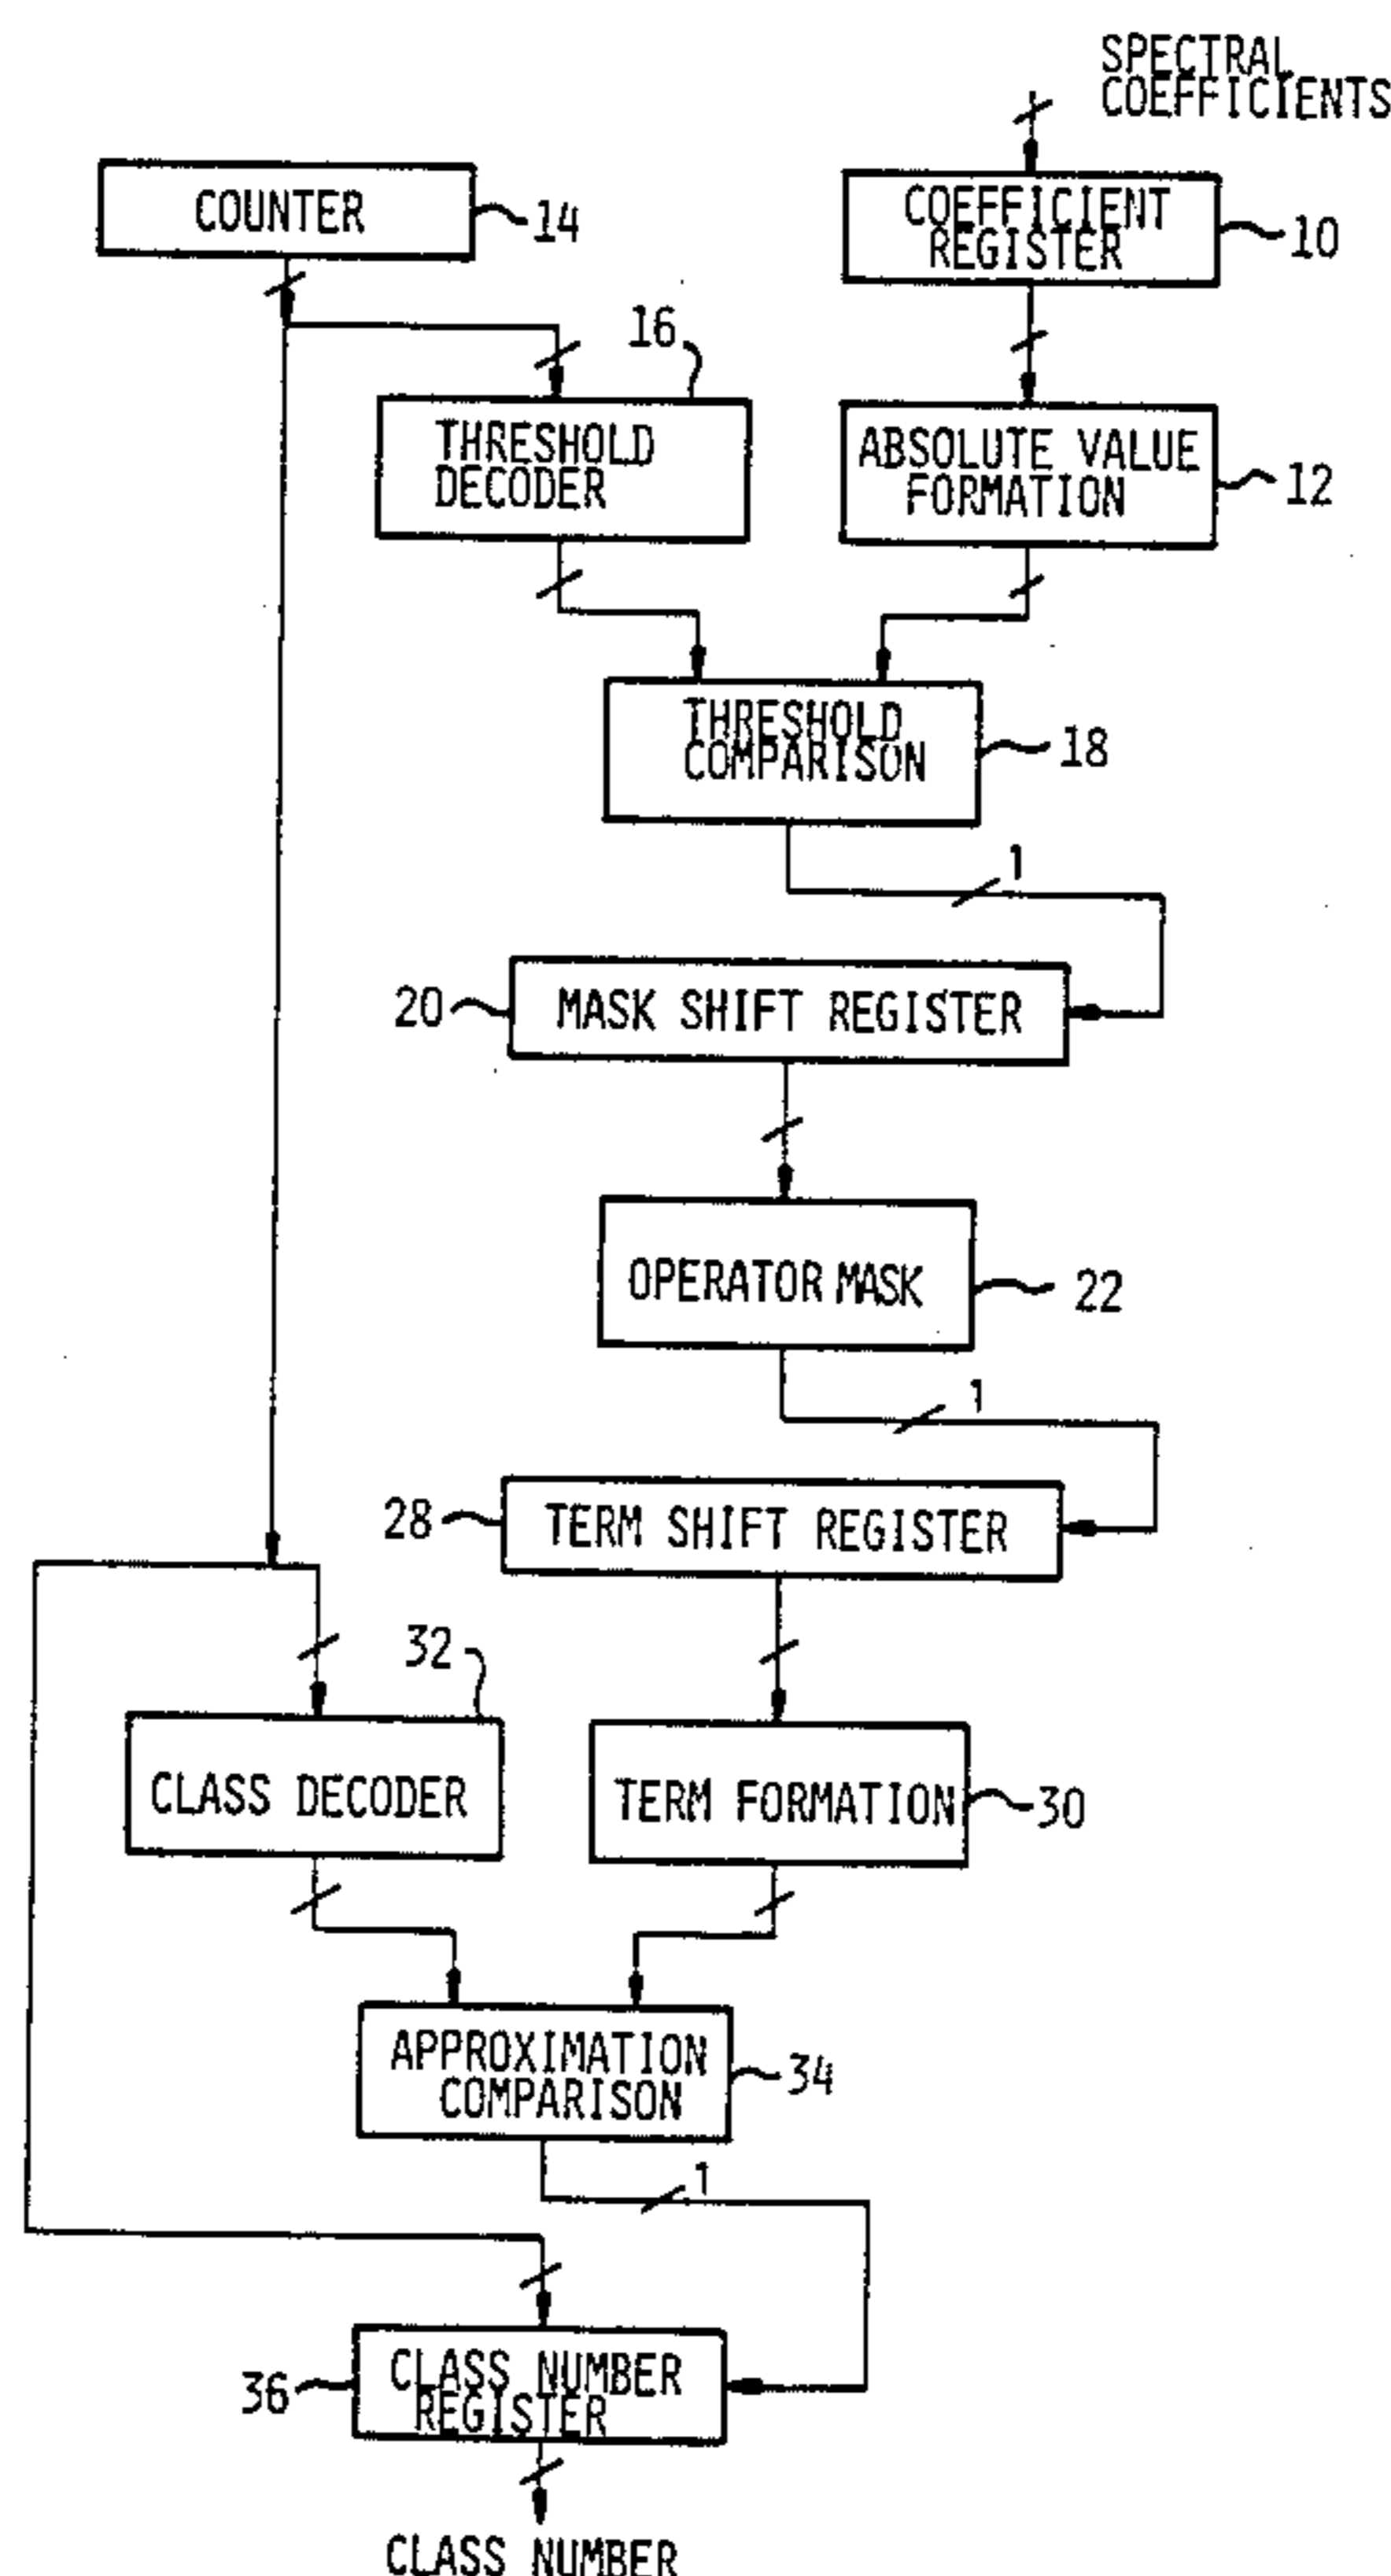 SPECTRAL
COEFFICIENTS
COUNTER
14
COEFFICIENT
REGISTER
10
16
THRESHOLD
DECODER
ABSOLUTE VALUE
FORMATION
12
THRESHOLD
COMPARISON
18
1
20
MASK SHIFT REGISTER
OPERATOR MASK
22
1
28
TERM SHIFT REGISTER
32
CLASS DECODER
TERM FORMATION
30
APPROXIMATION
COMPARISON
34
1
36
CLASS NUMBER
REGISTER
CLASS NUMBER